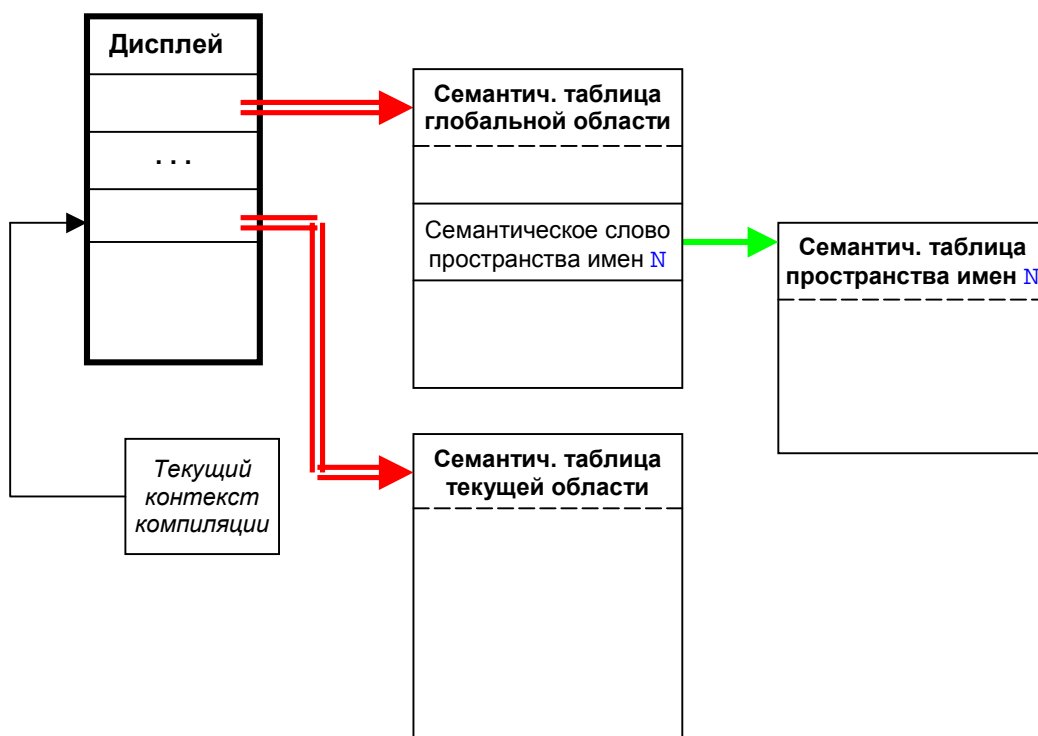 Дисплей
. . .
Семантич. таблица
глобальной области
Семантическое слово
пространства имен N
Семантич. таблица
пространства имен N
Текущий
контекст
компиляции
Семантич. таблица
текущей области